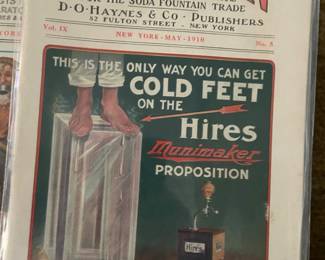 OR THE SODA FOUNTAIN TRADE
D·O·HAYNES & CO·PUBLISHERS
52 FULTON STREET - NEW YORK
Vol. IX
NEW YORK-MAY-1910
No. 5
THIS IS THE ONLY WAY YOU CAN GET
COLD FEET
ON THE
Hires
Munimaker
PROPOSITION
Hires